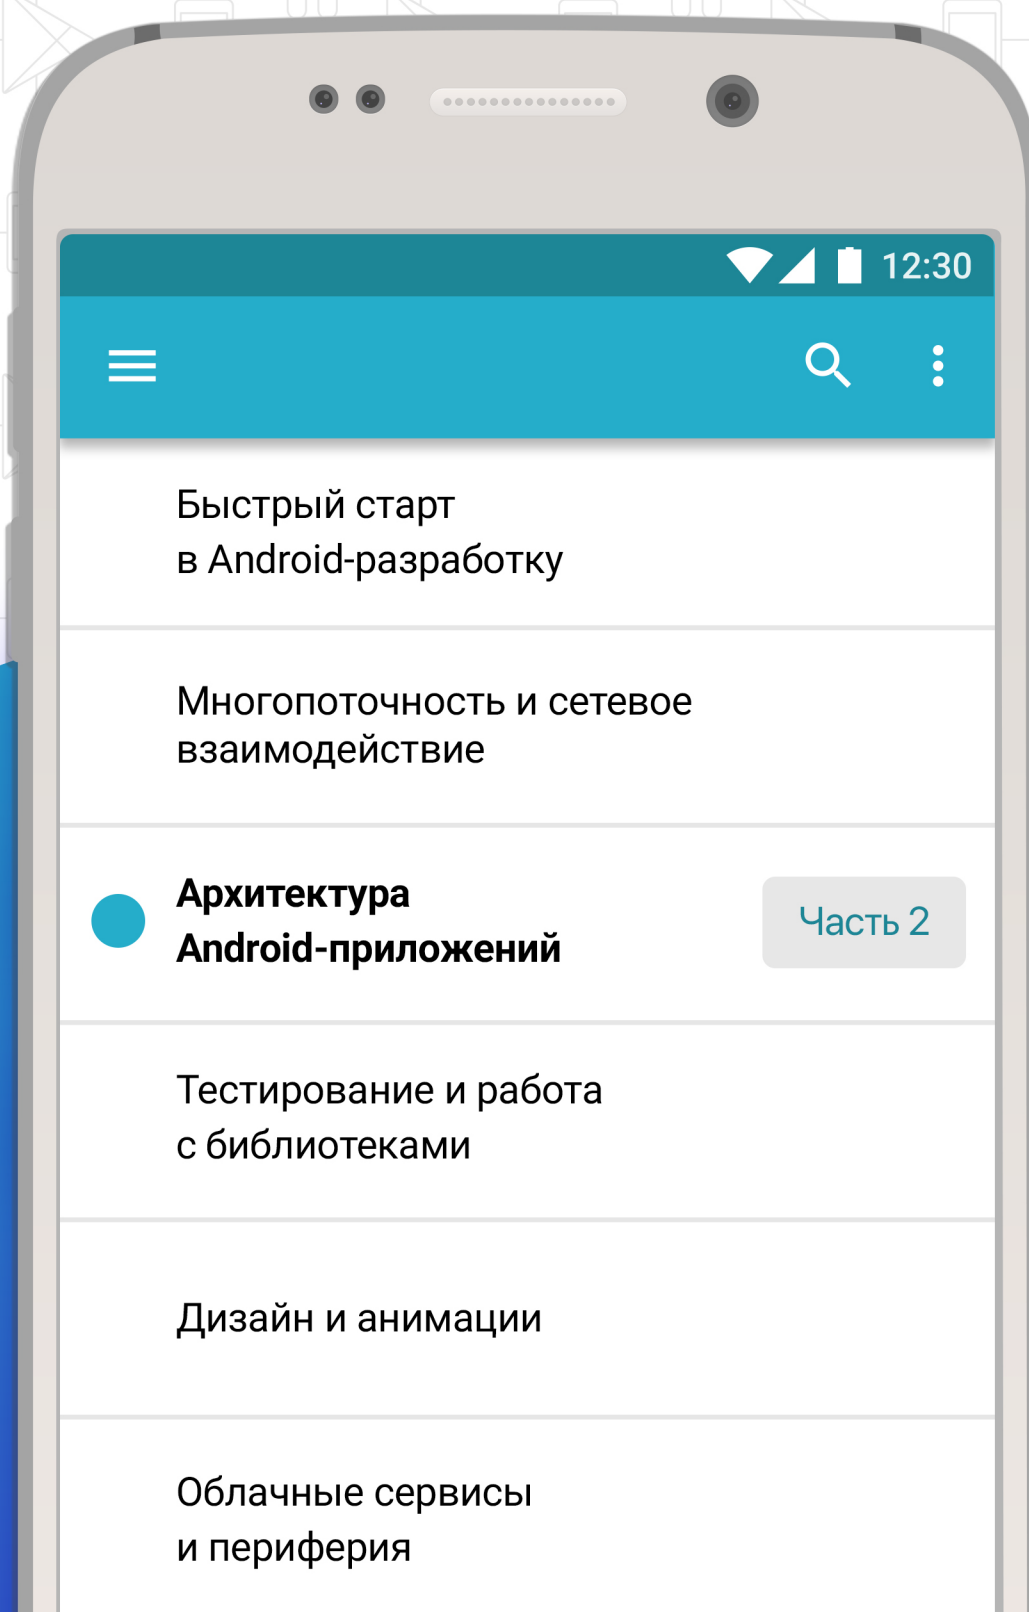 12:30
Быстрый старт
в Android-разработку
Многопоточность и сетевое
взаимодействие
Архитектура
Android-приложений
Часть 2
Тестирование и работа
с библиотеками
Дизайн и анимации
Облачные сервисы
и периферия